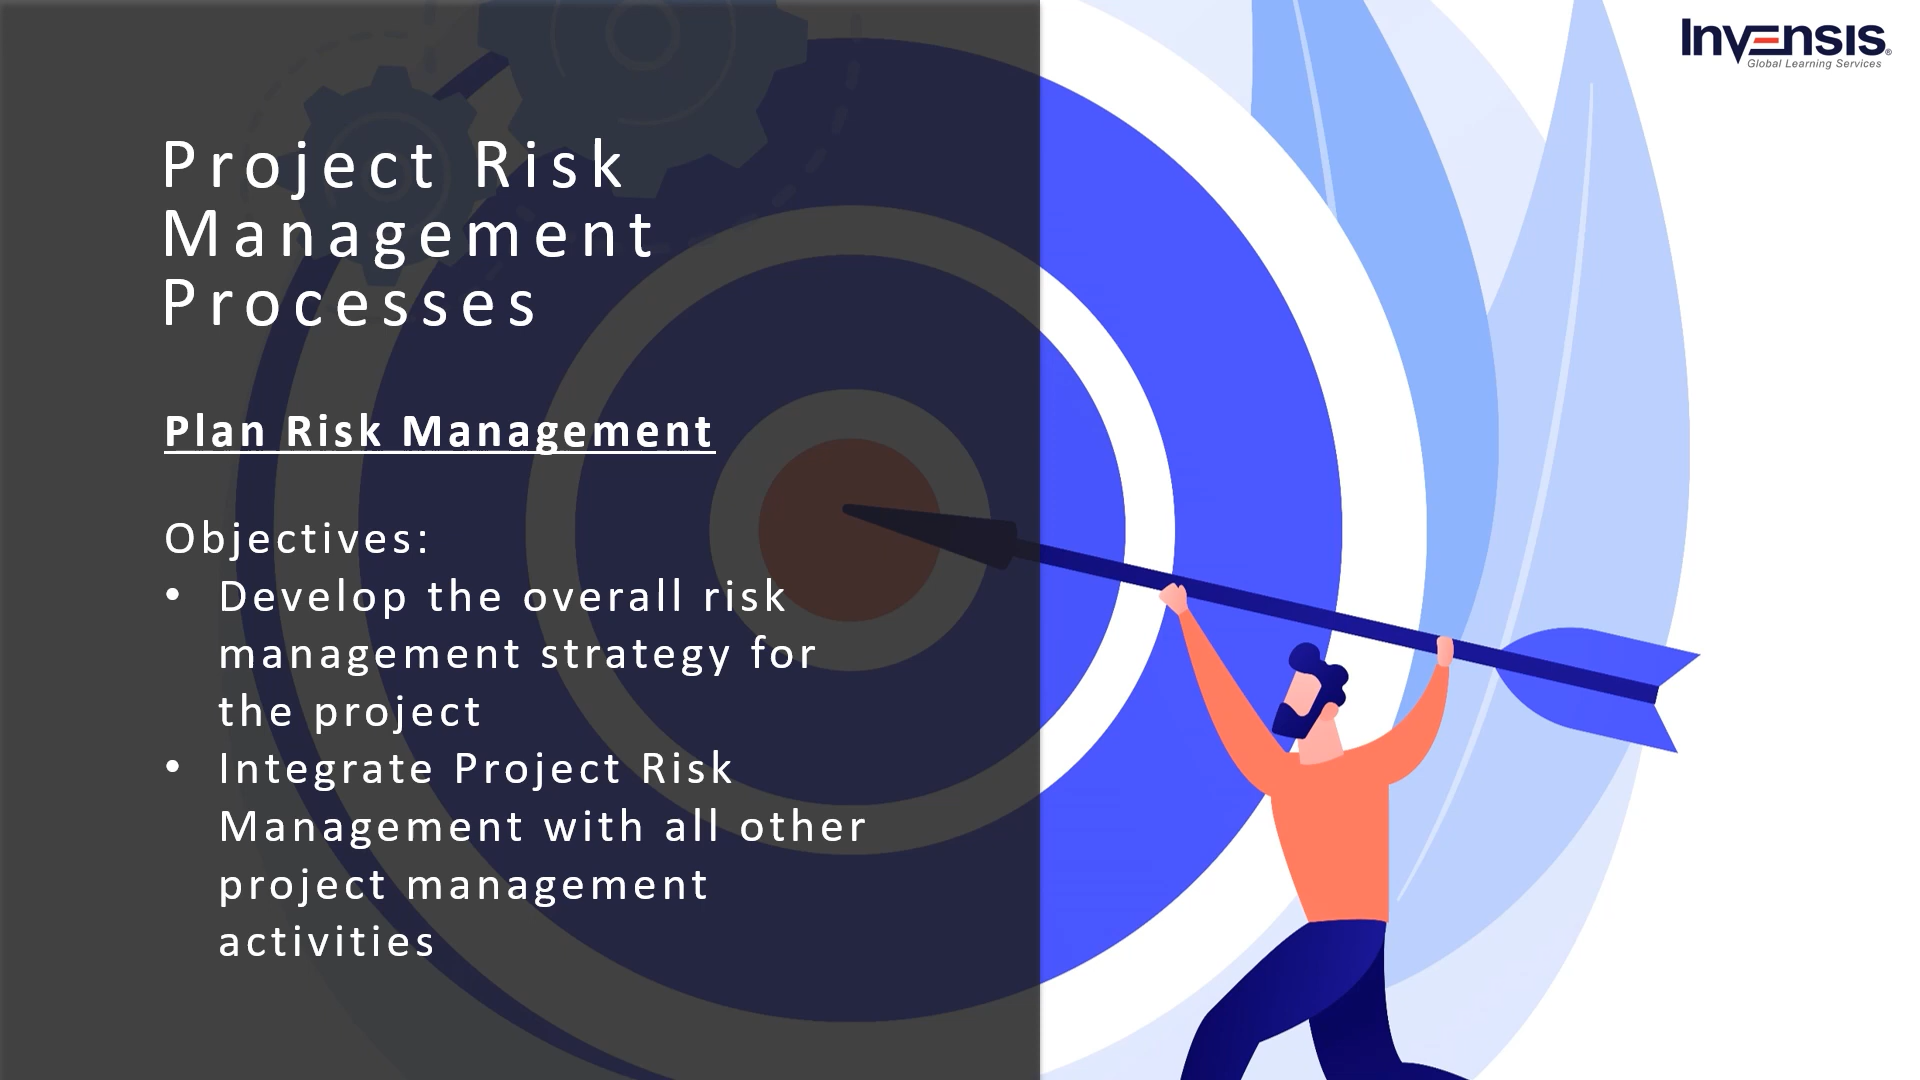 Invensis®
Global Learning Services
Project Risk
Management
Processes
Plan Risk Management
Objectives:
• Develop the overall risk
management strategy for
the project
• Integrate Project Risk
Management with all other
project management
activities